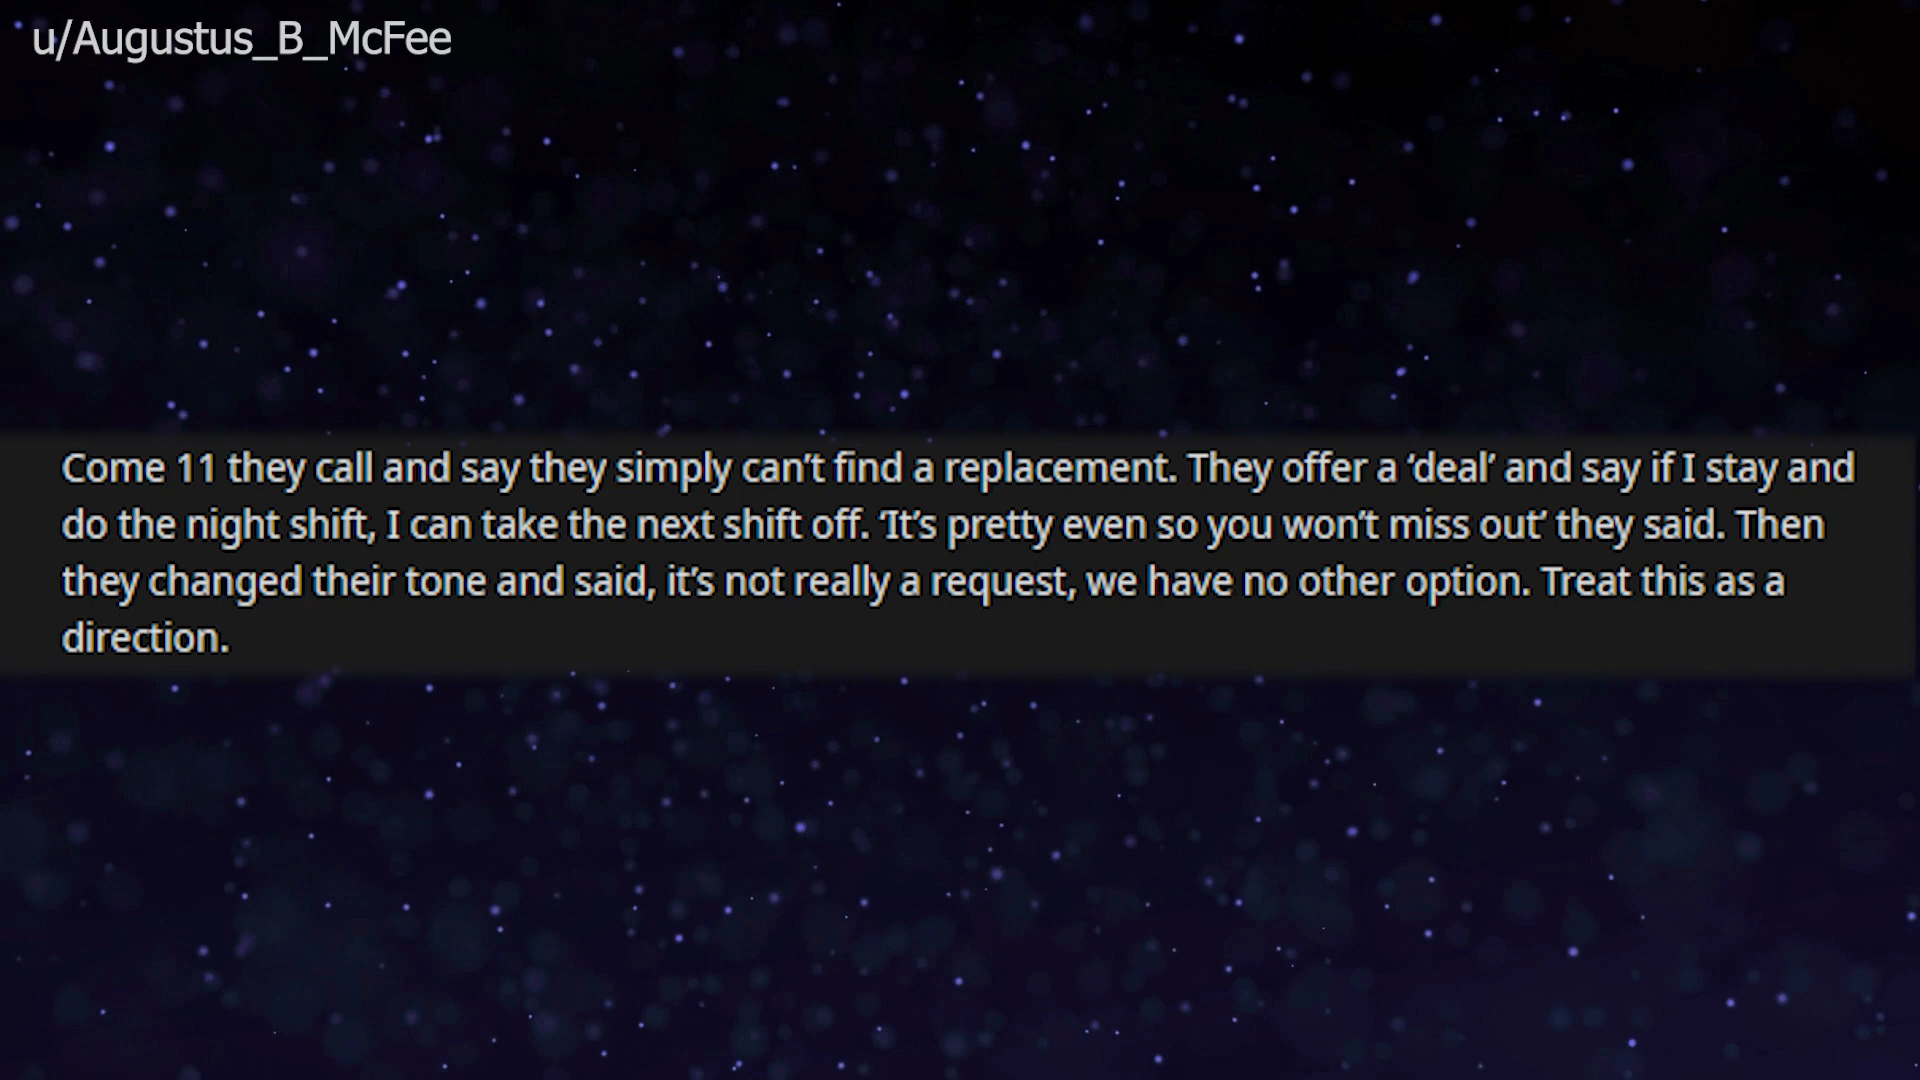 u/Augustus_B_McFee
Come 11 they call and say they simply can’t find a replacement. They offer a ‘deal’ and say if I stay and
do the night shift, I can take the next shift off. ‘It’s pretty even so you won’t miss out’ they said. Then
they changed their tone and said, it’s not really a request, we have no other option. Treat this as a
direction.